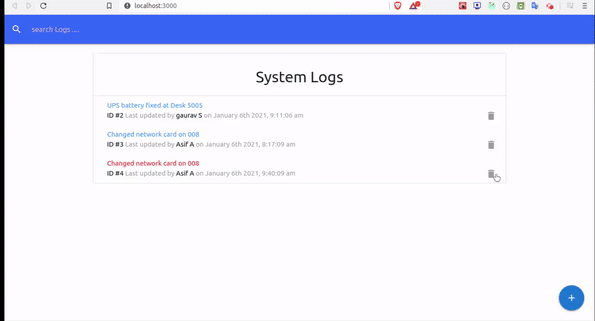 localhost:3000
search Logs ....
System Logs
UPS battery fixed at Desk 5005
ID #2 Last updated by gaurav S on January 6th 2021, 9:11:06 am
Changed network card on 008
ID #3 Last updated by Asif A on January 6th 2021, 8:17:09 am
Changed network card on 008
ID #4 Last updated by Asif A on January 6th 2021, 9:40:09 am
+